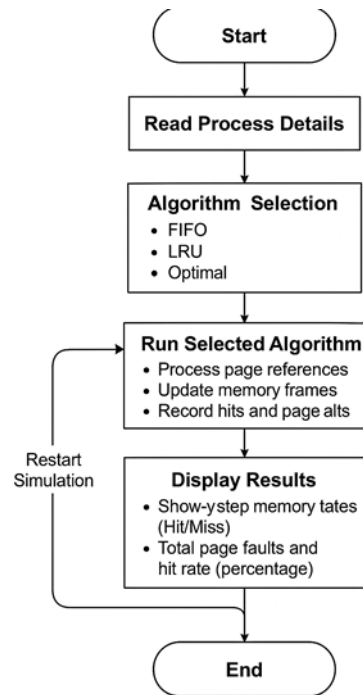 Start
Read Process Details
Algorithm Selection
• FIFO
• LRU
• Optimal
Run Selected Algorithm
• Process page references
• Update memory frames
• Record hits and page alts
Restart
Simulation
Display Results
• Show-ystep memory tates
(Hit/Miss)
• Total page faults and
hit rate (percentage)
End